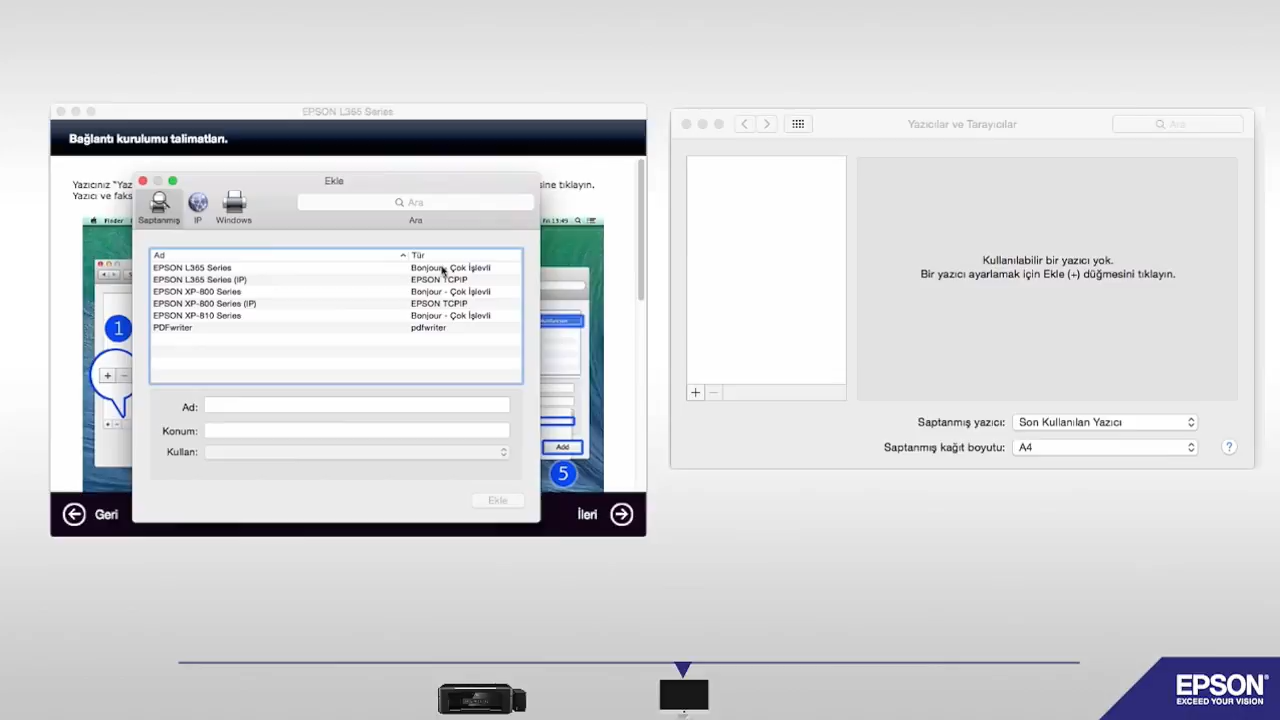 EPSON L365 Series
Bağlantı kurulumu talimatları.
Yazıcınız "Yaz
sine tıklayın.
Yazıcı ve faks
Finder
Fri 13:49
1
5
Add
Geri
İleri
Ekle
Saptanmış
IP
Windows
Ara
Ara
Ad
Tür
EPSON L365 Series
Bonjour - Çok İşlevli
EPSON L365 Series (IP)
EPSON TCPIP
EPSON XP-800 Series
Bonjour - Çok İşlevli
EPSON XP-800 Series (IP)
EPSON TCPIP
EPSON XP-810 Series
Bonjour - Çok İşlevli
PDFwriter
pdfwriter
Ad:
Konum:
Kullan:
Ekle
Yazıcılar ve Tarayıcılar
Ara
Kullanılabilir bir yazıcı yok.
Bir yazıcı ayarlamak için Ekle (+) düğmesini tıklayın.
Saptanmış yazıcı:
Son Kullanılan Yazıcı
Saptanmış kağıt boyutu:
A4
?
EPSON®
EXCEED YOUR VISION